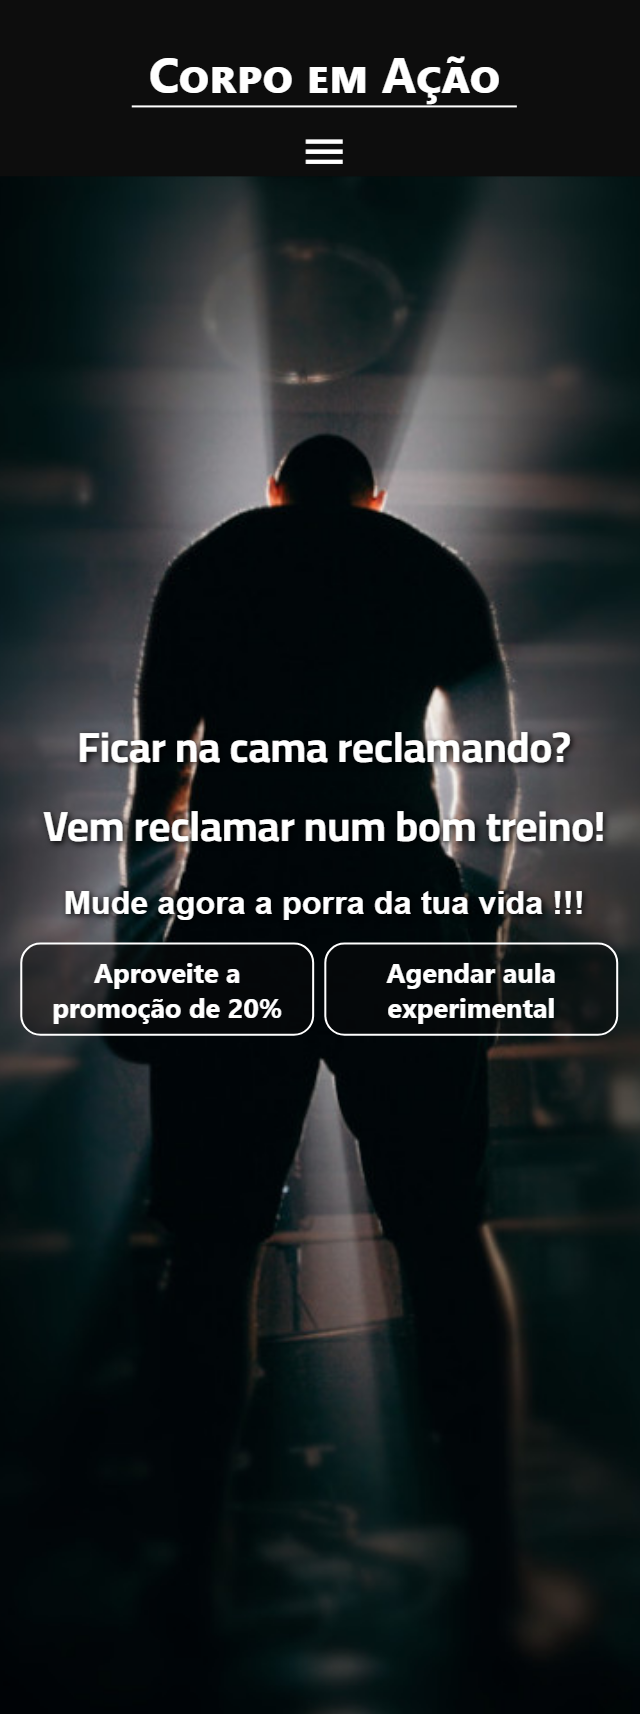 Corpo em Ação
Ficar na cama reclamando?
Vem reclamar num bom treino!
Mude agora a porra da tua vida !!!
Aproveite a
promoção de 20%
Agendar aula
experimental